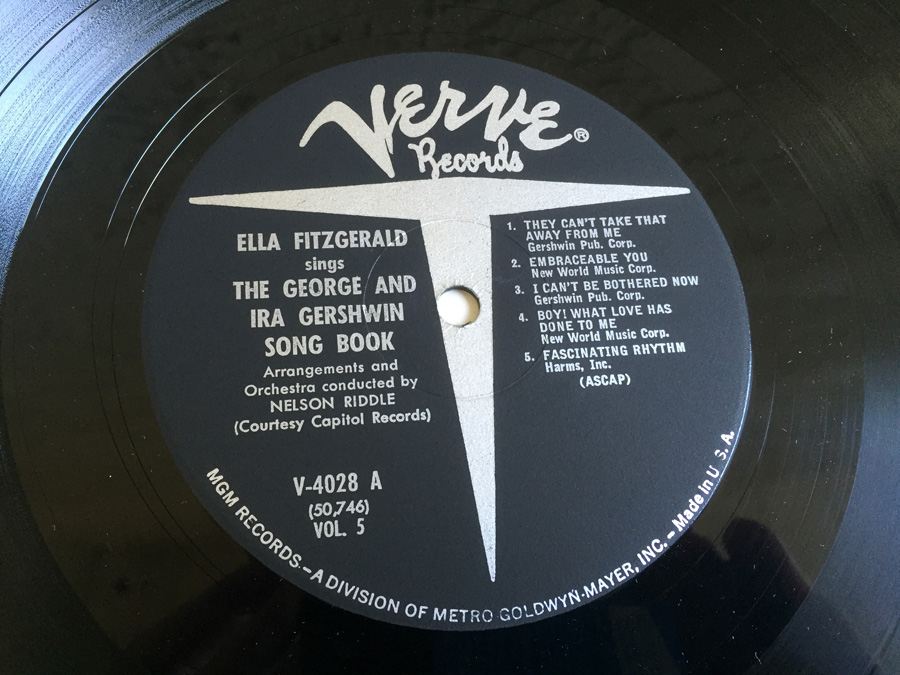 Verve®
Records
ELLA FITZGERALD
sings
THE GEORGE AND
IRA GERSHWIN
SONG BOOK
Arrangements and
Orchestra conducted by
NELSON RIDDLE
(Courtesy Capitol Records)
V-4028 A
(50,746)
VOL. 5
1. THEY CAN'T TAKE THAT
AWAY FROM ME
Gershwin Pub. Corp.
2. EMBRACEABLE YOU
New World Music Corp.
3. I CAN'T BE BOTHERED NOW
Gershwin Pub. Corp.
4. BOY! WHAT LOVE HAS
DONE TO ME
New World Music Corp.
5. FASCINATING RHYTHM
Harms, Inc.
(ASCAP)
MGM RECORDS-A DIVISION OF METRO GOLDWYN-MAYER, INC. - Made in U S. A.